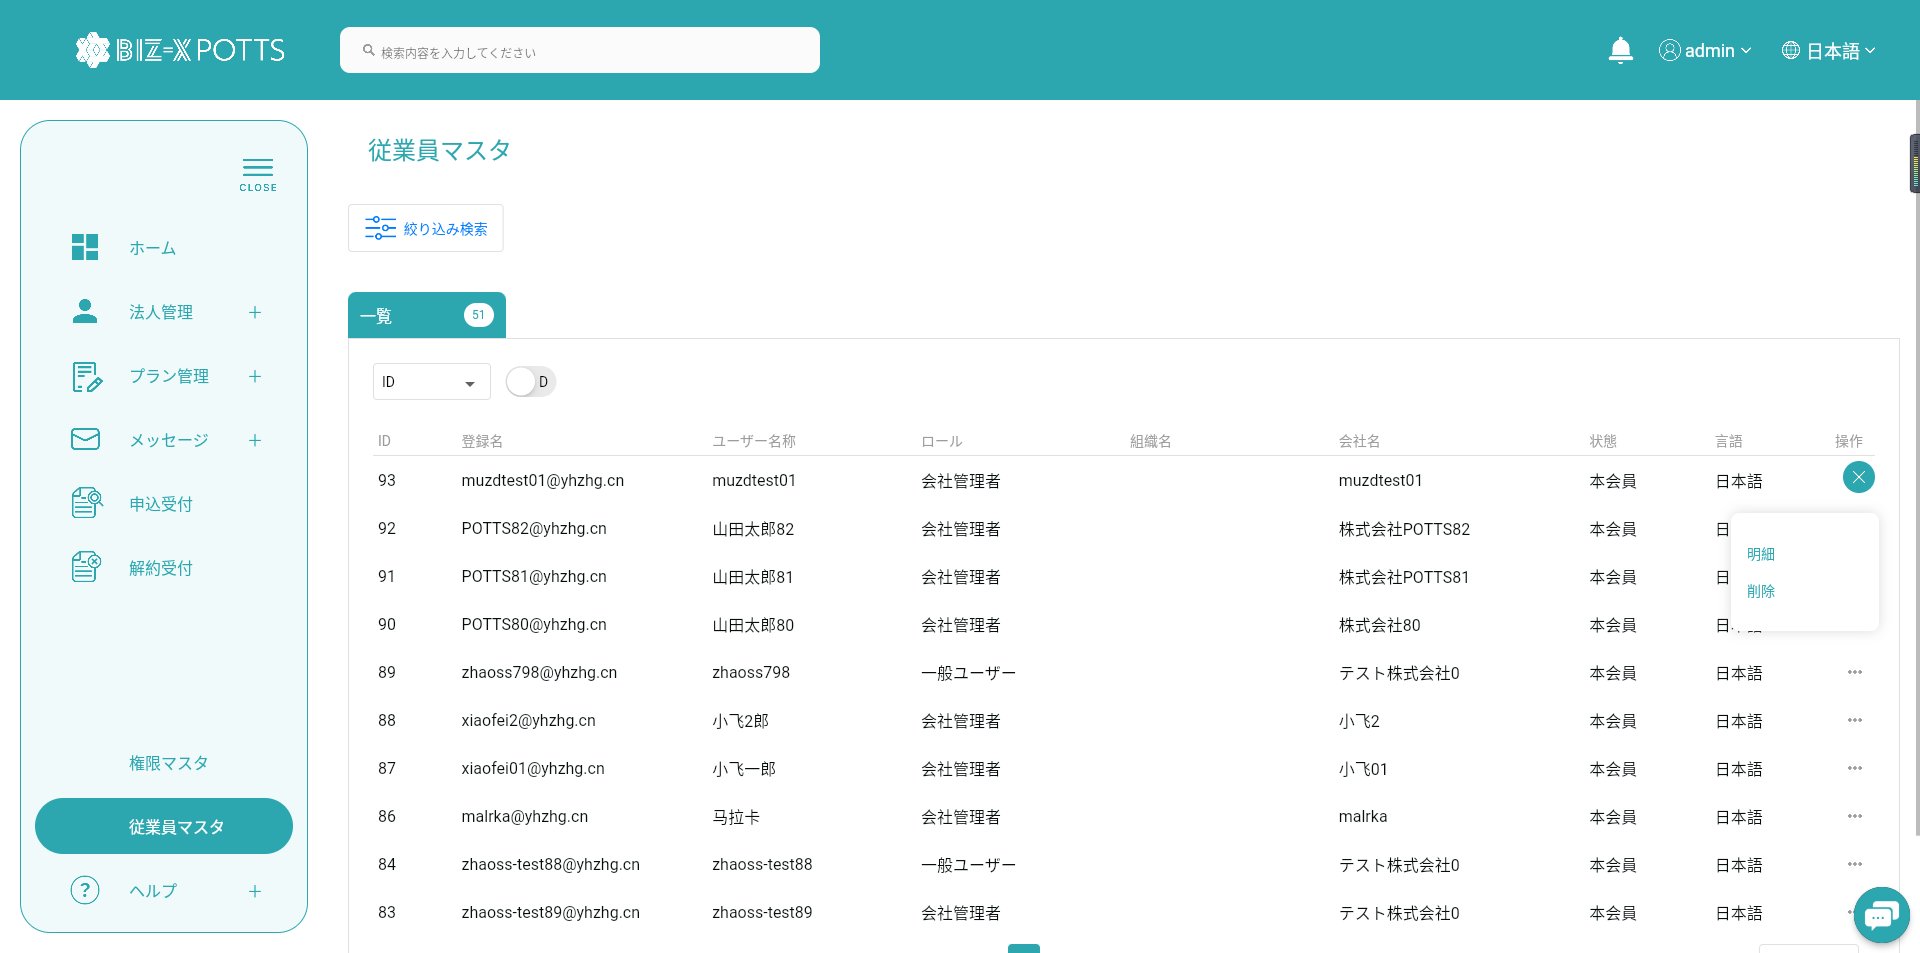 BIZ=X POTTS
検索内容を入力してください
admin
日本語
CLOSE
ホーム
法人管理
プラン管理
メッセージ
申込受付
解約受付
権限マスタ
従業員マスタ
ヘルプ
従業員マスタ
絞り込み検索
一覧 51
ID D
ID 登録名 ユーザー名称 ロール 組織名 会社名 状態 言語 操作
93 muzdtest01@yhzhg.cn muzdtest01 会社管理者 muzdtest01 本会員 日本語
92 POTTS82@yhzhg.cn 山田太郎82 会社管理者 株式会社POTTS82 本会員 日
91 POTTS81@yhzhg.cn 山田太郎81 会社管理者 株式会社POTTS81 本会員 日
90 POTTS80@yhzhg.cn 山田太郎80 会社管理者 株式会社80 本会員 日本語
89 zhaoss798@yhzhg.cn zhaoss798 一般ユーザー テスト株式会社0 本会員 日本語
88 xiaofei2@yhzhg.cn 小飞2郎 会社管理者 小飞2 本会員 日本語
87 xiaofei01@yhzhg.cn 小飞一郎 会社管理者 小飞01 本会員 日本語
86 malrka@yhzhg.cn 马拉卡 会社管理者 malrka 本会員 日本語
84 zhaoss-test88@yhzhg.cn zhaoss-test88 一般ユーザー テスト株式会社0 本会員 日本語
83 zhaoss-test89@yhzhg.cn zhaoss-test89 会社管理者 テスト株式会社0 本会員 日本語
明細
削除